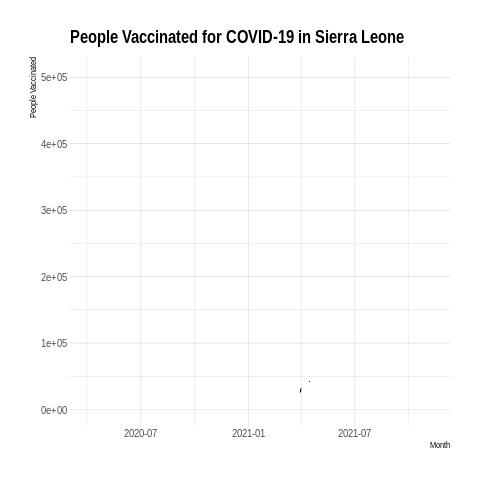 People Vaccinated for COVID-19 in Sierra Leone
People Vaccinated
5e+05
4e+05
3e+05
2e+05
1e+05
0e+00
2020-07 2021-01 2021-07
Month